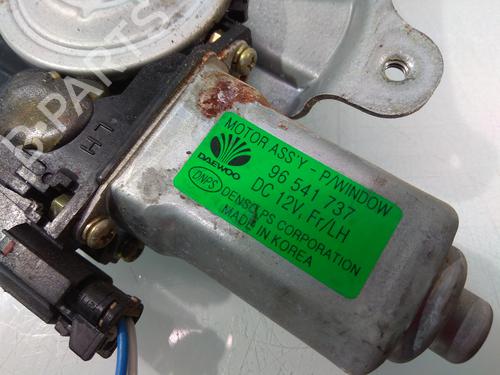 MOTOR ASS'Y - P/WINDOW
DAEWOO
96 541 737
DC 12V, Fr/LH
DNPS
DENSO PS CORPORATION
MADE IN KOREA
LH
B-PARTS